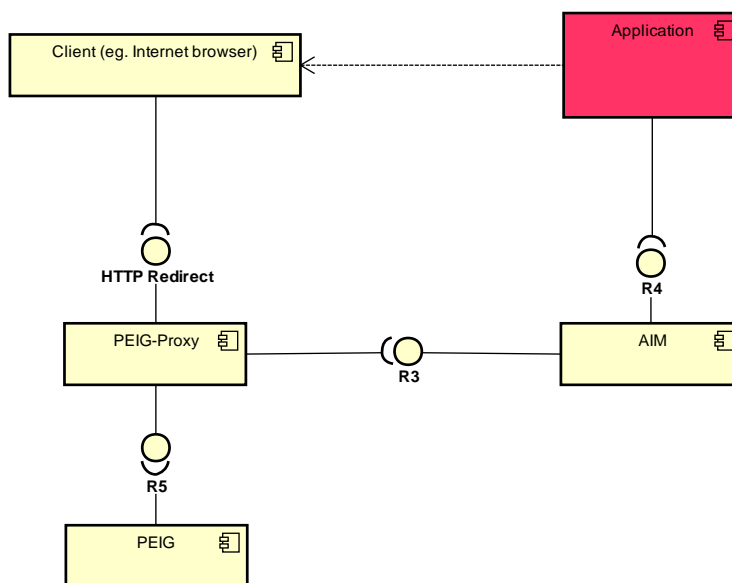 Application
Client (eg. Internet browser)
HTTP Redirect
R4
PEIG-Proxy
AIM
R3
R5
PEIG